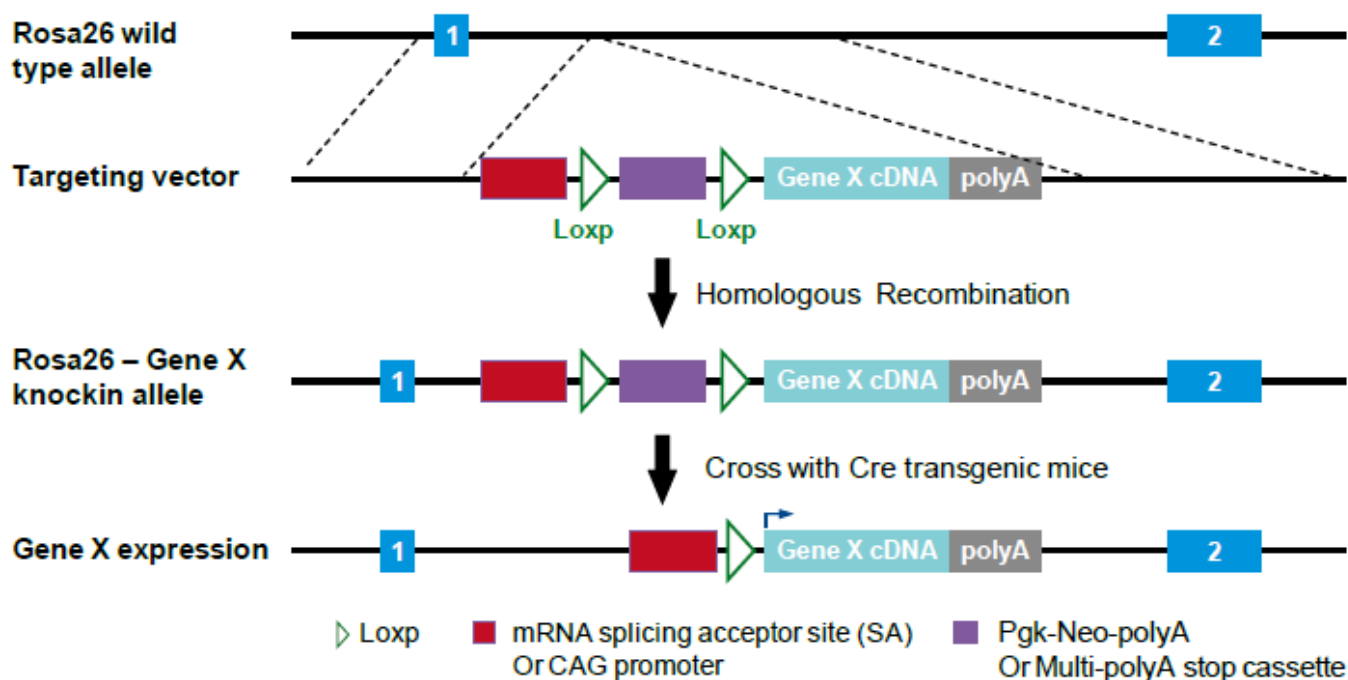 Rosa26 wild
type allele
1
2
Targeting vector
Gene X cDNA
polyA
Loxp
Loxp
Homologous Recombination
Rosa26 – Gene X
knockin allele
1
Gene X cDNA
polyA
2
Cross with Cre transgenic mice
Gene X expression
1
Gene X cDNA
polyA
2
Loxp
mRNA splicing acceptor site (SA)
Or CAG promoter
Pgk-Neo-polyA
Or Multi-polyA stop cassette